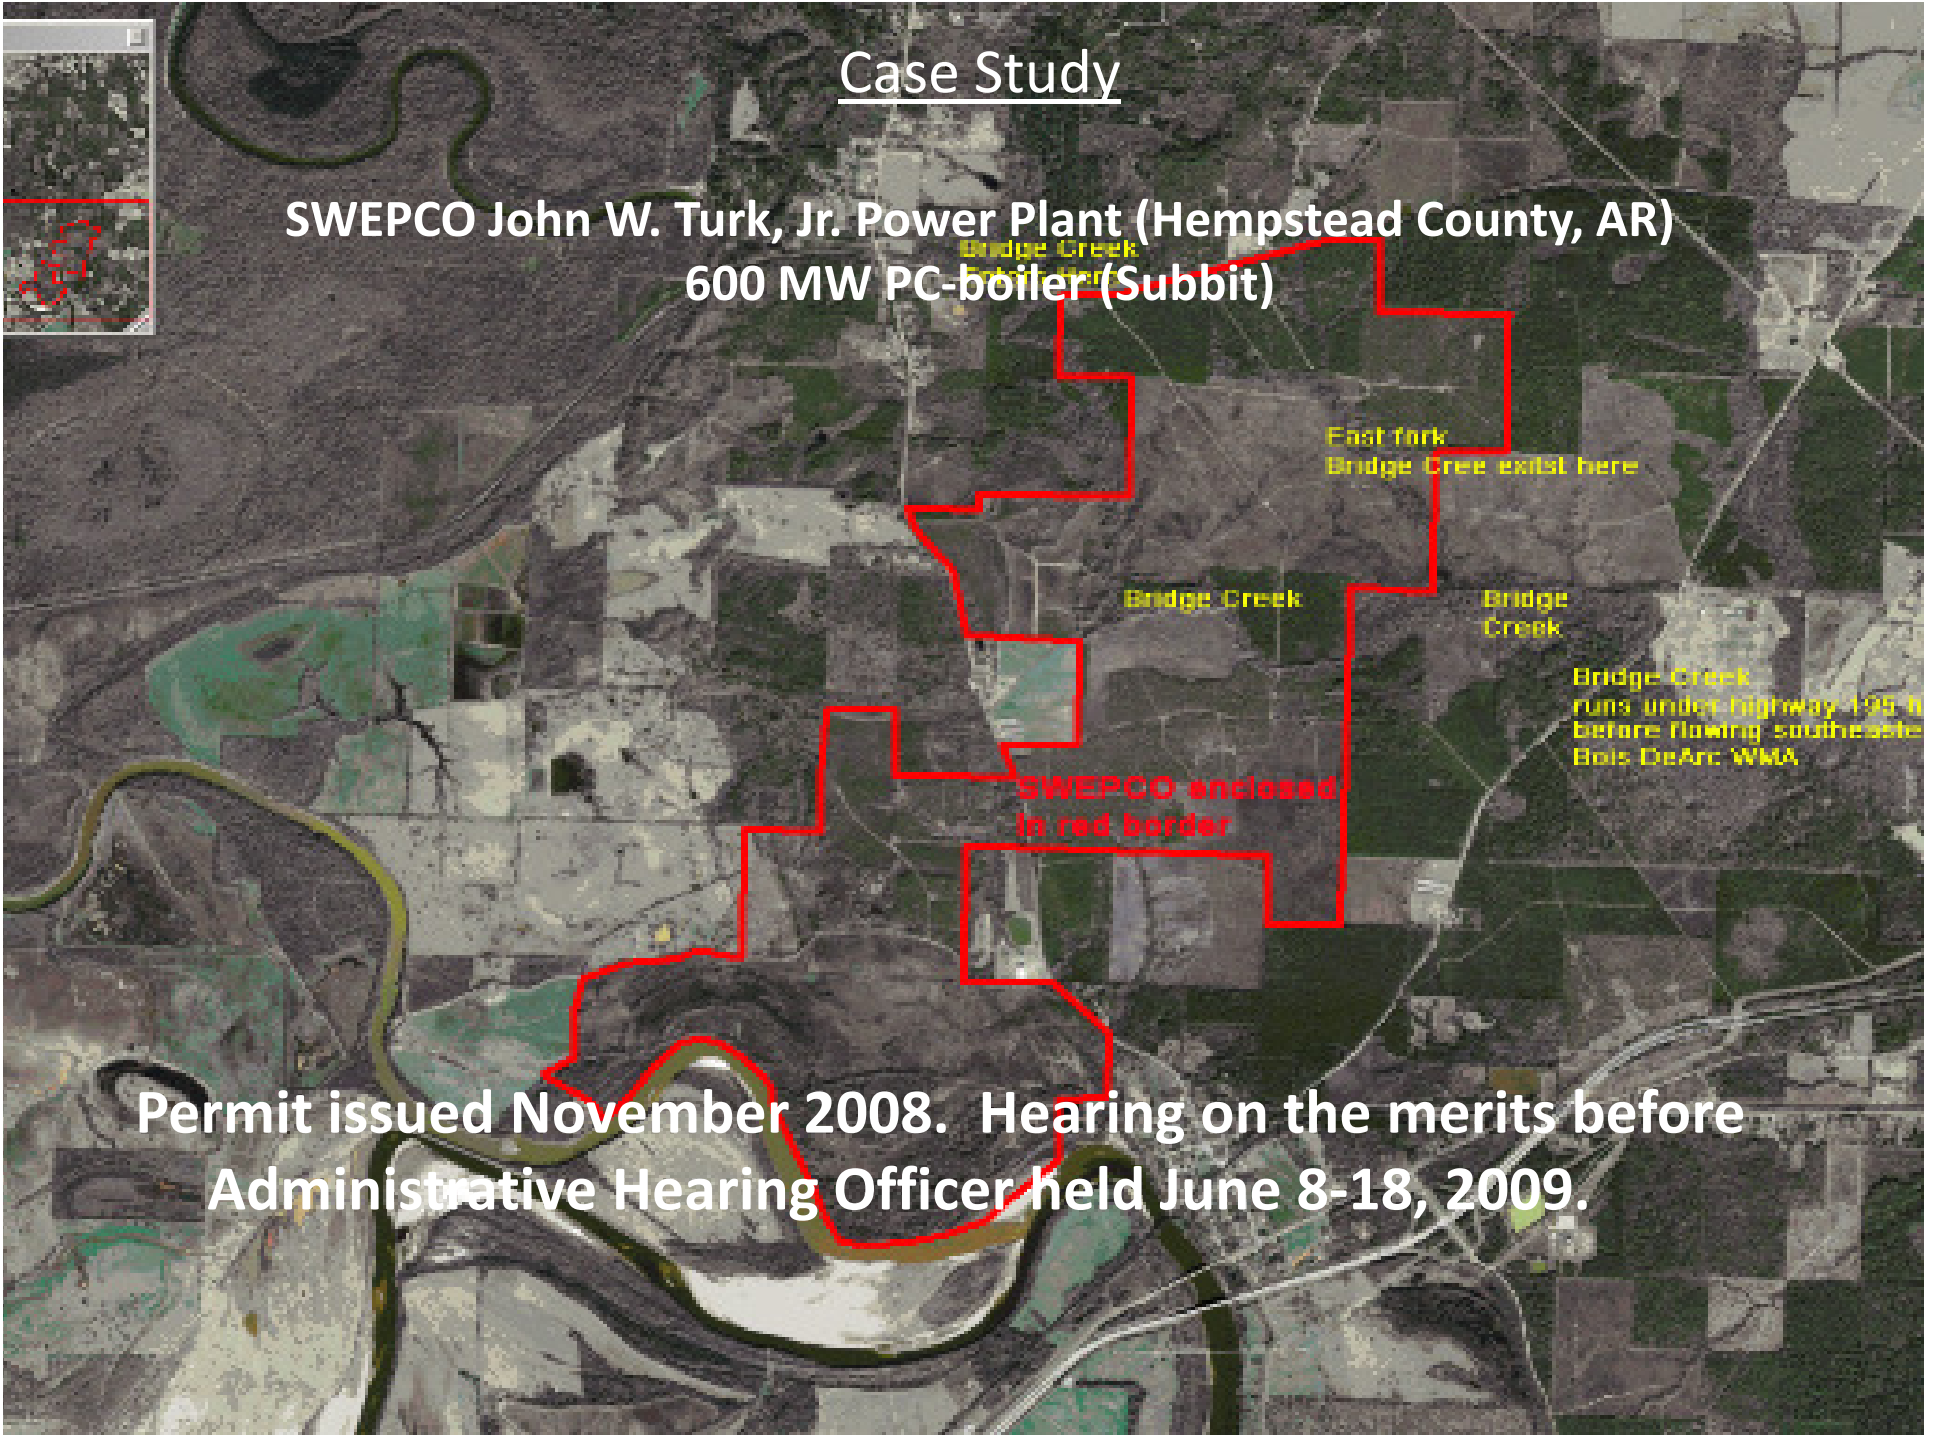 Case Study
SWEPCO John W. Turk, Jr. Power Plant (Hempstead County, AR)
Bridge Creek
600 MW PC-boiler (Subbit)
East fork
Bridge Cree exitst here
Bridge Creek
Bridge
Creek
Bridge Creek
runs under highway 195 h
before flowing southeaste
Bois DeArc WMA
SWEPCO enclosed
in red border
Permit issued November 2008.  Hearing on the merits before
Administrative Hearing Officer held June 8-18, 2009.